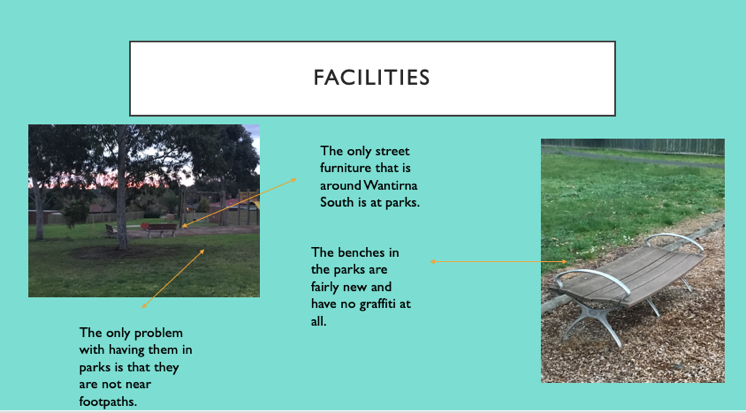 FACILITIES
The only street
furniture that is
around Wantirna
South is at parks.
The benches in
the parks are
fairly new and
have no graffiti at
all.
The only problem
with having them in
parks is that they
are not near
footpaths.